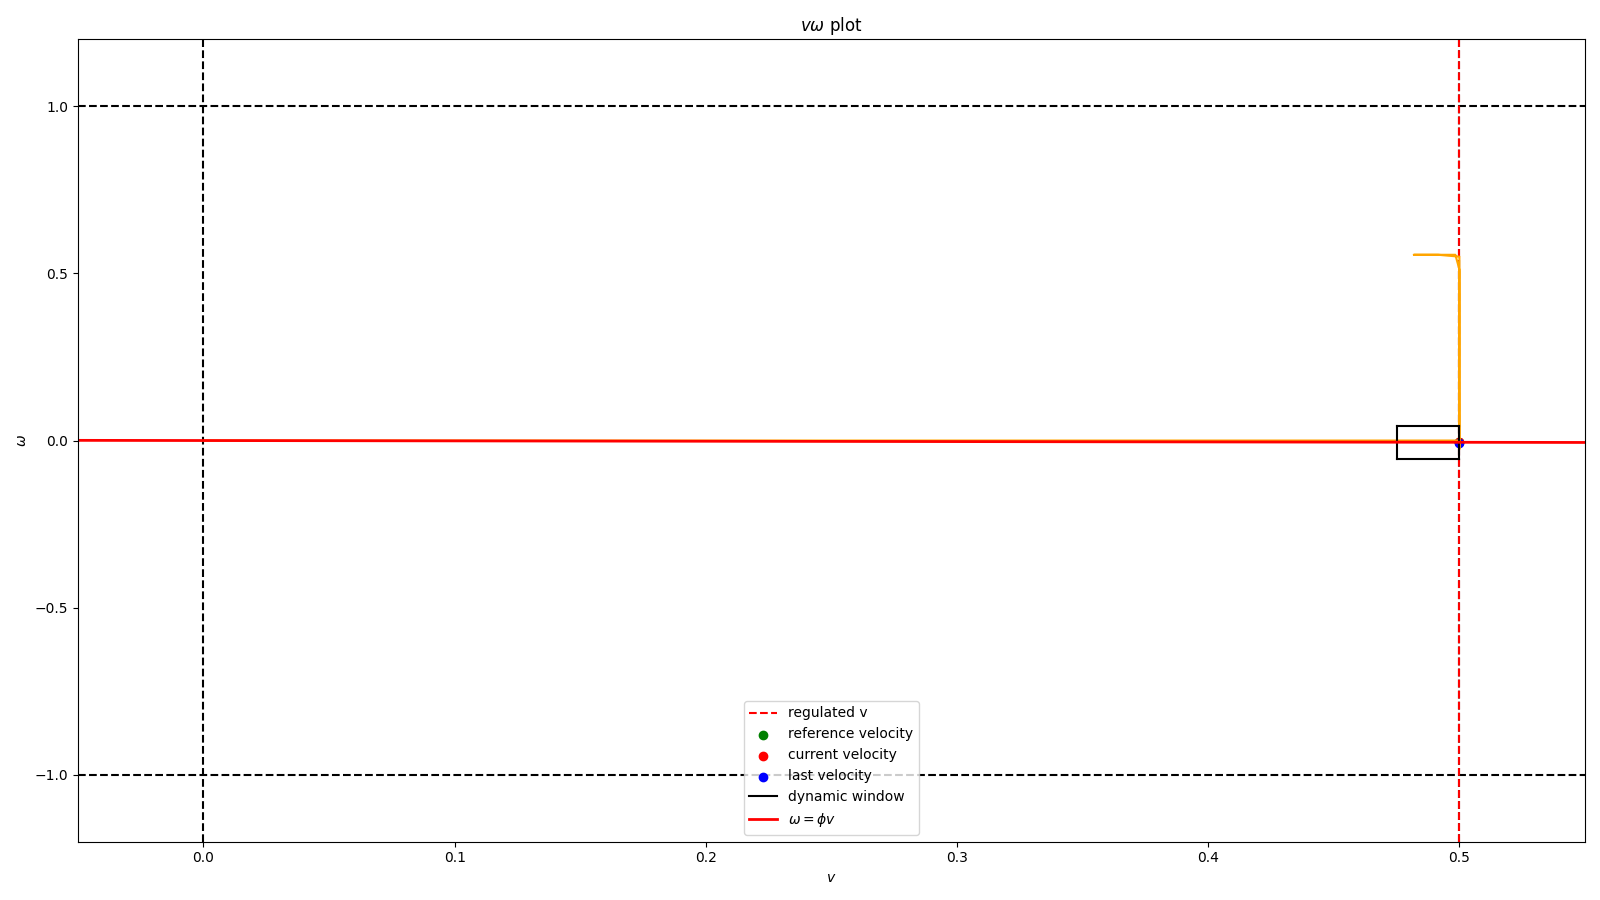 vω plot
1.0
0.5
0.0
−0.5
−1.0
ω
0.0
0.1
0.2
0.3
0.4
0.5
v
regulated v
reference velocity
current velocity
last velocity
dynamic window
ω = ϕv